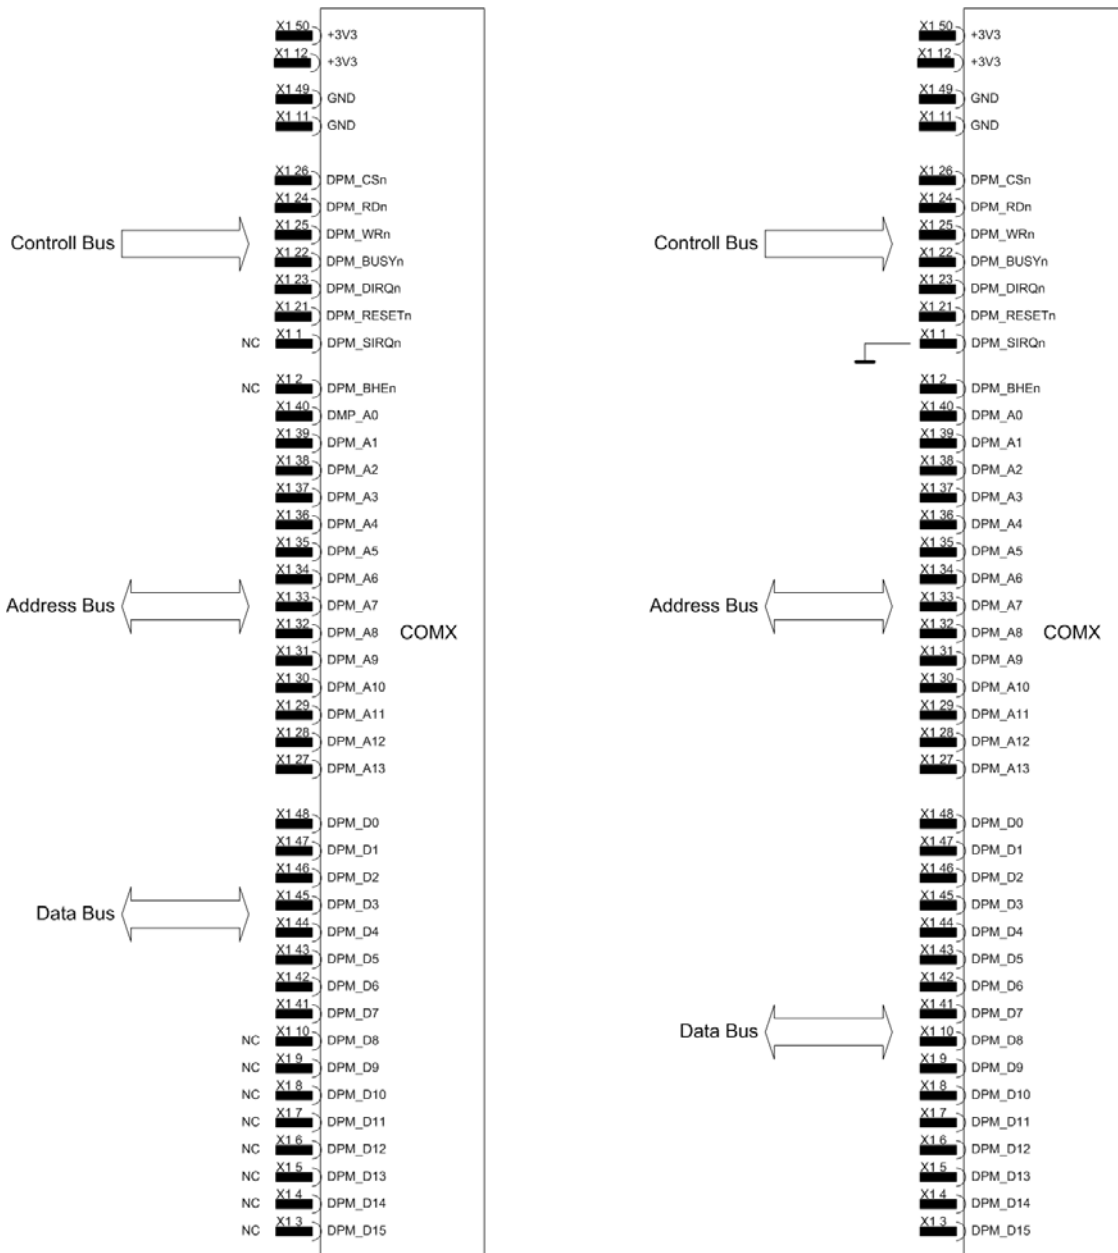 X1 50 +3V3
X1 12 +3V3
X1 49 GND
X1 11 GND
X1 26 DPM_CSn
X1 24 DPM_RDn
Controll Bus X1 25 DPM_WRn
X1 22 DPM_BUSYn
X1 23 DPM_DIRQn
X1 21 DPM_RESETn
NC X1 1 DPM_SIRQn
NC X1 2 DPM_BHEn
X1 40 DMP_A0
X1 39 DPM_A1
X1 38 DPM_A2
X1 37 DPM_A3
X1 36 DPM_A4
X1 35 DPM_A5
X1 34 DPM_A6
Address Bus X1 33 DPM_A7
X1 32 DPM_A8 COMX
X1 31 DPM_A9
X1 30 DPM_A10
X1 29 DPM_A11
X1 28 DPM_A12
X1 27 DPM_A13
X1 48 DPM_D0
X1 47 DPM_D1
X1 46 DPM_D2
Data Bus X1 45 DPM_D3
X1 44 DPM_D4
X1 43 DPM_D5
X1 42 DPM_D6
X1 41 DPM_D7
NC X1 10 DPM_D8
NC X1 9 DPM_D9
NC X1 8 DPM_D10
NC X1 7 DPM_D11
NC X1 6 DPM_D12
NC X1 5 DPM_D13
NC X1 4 DPM_D14
NC X1 3 DPM_D15
X1 50 +3V3
X1 12 +3V3
X1 49 GND
X1 11 GND
X1 26 DPM_CSn
X1 24 DPM_RDn
Controll Bus X1 25 DPM_WRn
X1 22 DPM_BUSYn
X1 23 DPM_DIRQn
X1 21 DPM_RESETn
X1 1 DPM_SIRQn
X1 2 DPM_BHEn
X1 40 DPM_A0
X1 39 DPM_A1
X1 38 DPM_A2
X1 37 DPM_A3
X1 36 DPM_A4
X1 35 DPM_A5
X1 34 DPM_A6
Address Bus X1 33 DPM_A7
X1 32 DPM_A8 COMX
X1 31 DPM_A9
X1 30 DPM_A10
X1 29 DPM_A11
X1 28 DPM_A12
X1 27 DPM_A13
X1 48 DPM_D0
X1 47 DPM_D1
X1 46 DPM_D2
X1 45 DPM_D3
X1 44 DPM_D4
X1 43 DPM_D5
X1 42 DPM_D6
X1 41 DPM_D7
Data Bus X1 10 DPM_D8
X1 9 DPM_D9
X1 8 DPM_D10
X1 7 DPM_D11
X1 6 DPM_D12
X1 5 DPM_D13
X1 4 DPM_D14
X1 3 DPM_D15